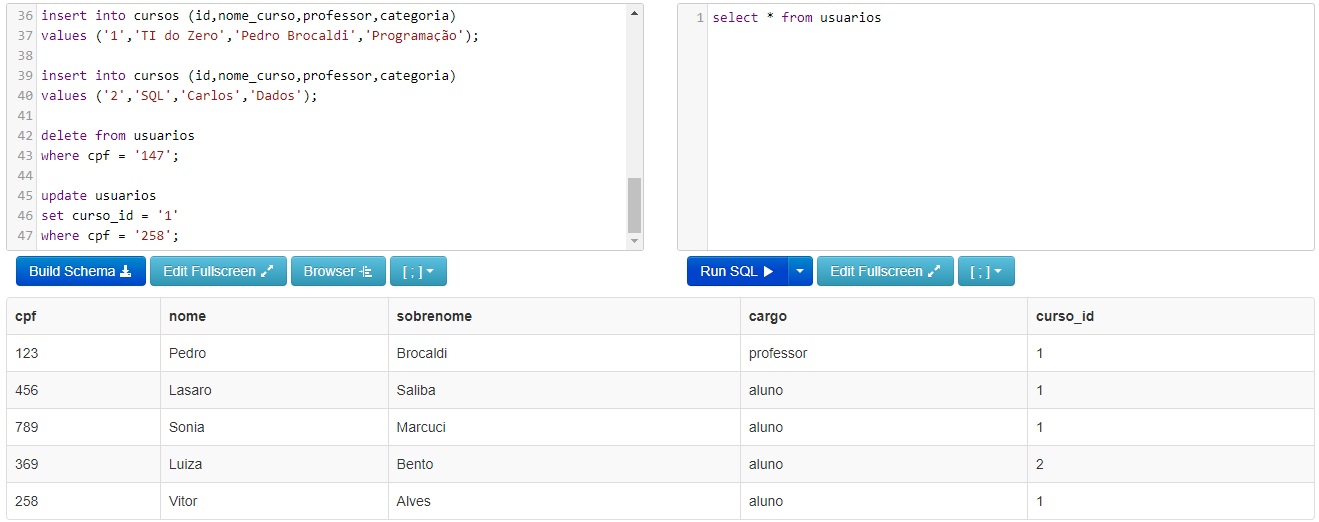 36 insert into cursos (id,nome_curso,professor,categoria)
37 values ('1','TI do Zero','Pedro Brocaldi','Programação');
38
39 insert into cursos (id,nome_curso,professor,categoria)
40 values ('2','SQL','Carlos','Dados');
41
42 delete from usuarios
43 where cpf = '147';
44
45 update usuarios
46 set curso_id = '1'
47 where cpf = '258';
1 select * from usuarios
Build Schema Edit Fullscreen Browser [ ; ]
Run SQL Edit Fullscreen [ ; ]
cpf nome sobrenome cargo curso_id
123 Pedro Brocaldi professor 1
456 Lasaro Saliba aluno 1
789 Sonia Marcuci aluno 1
369 Luiza Bento aluno 2
258 Vitor Alves aluno 1